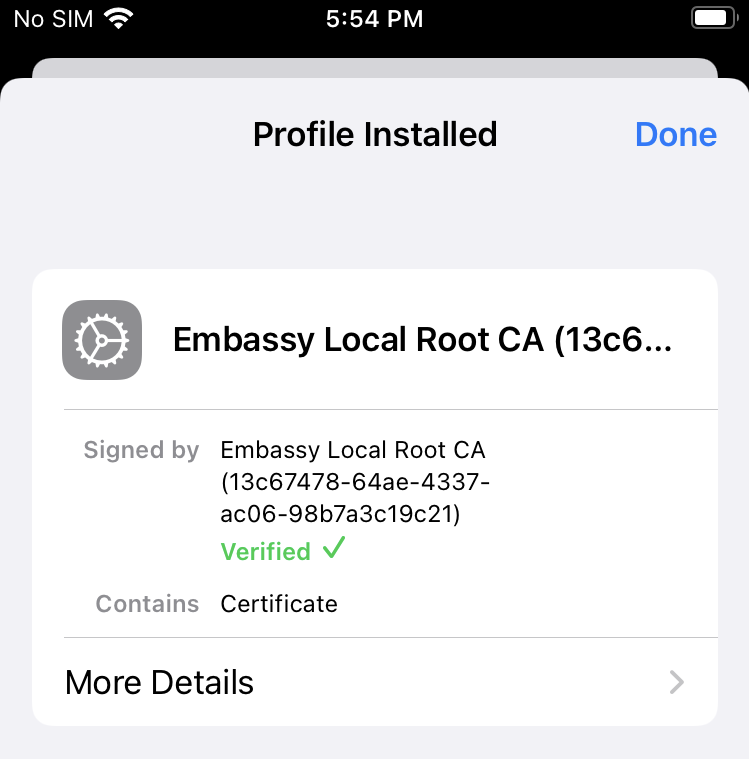 No SIM 5:54 PM
Profile Installed Done
Embassy Local Root CA (13c6...
Signed by Embassy Local Root CA
(13c67478-64ae-4337-
ac06-98b7a3c19c21)
Verified ✓
Contains Certificate
More Details